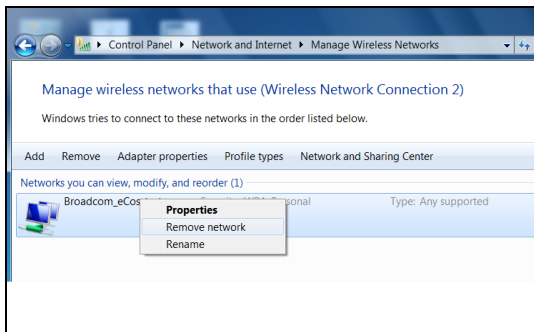 Control Panel Network and Internet Manage Wireless Networks
Manage wireless networks that use (Wireless Network Connection 2)
Windows tries to connect to these networks in the order listed below.
Add Remove Adapter properties Profile types Network and Sharing Center
Networks you can view, modify, and reorder (1)
Type: Any supported
Properties
Remove network
Rename